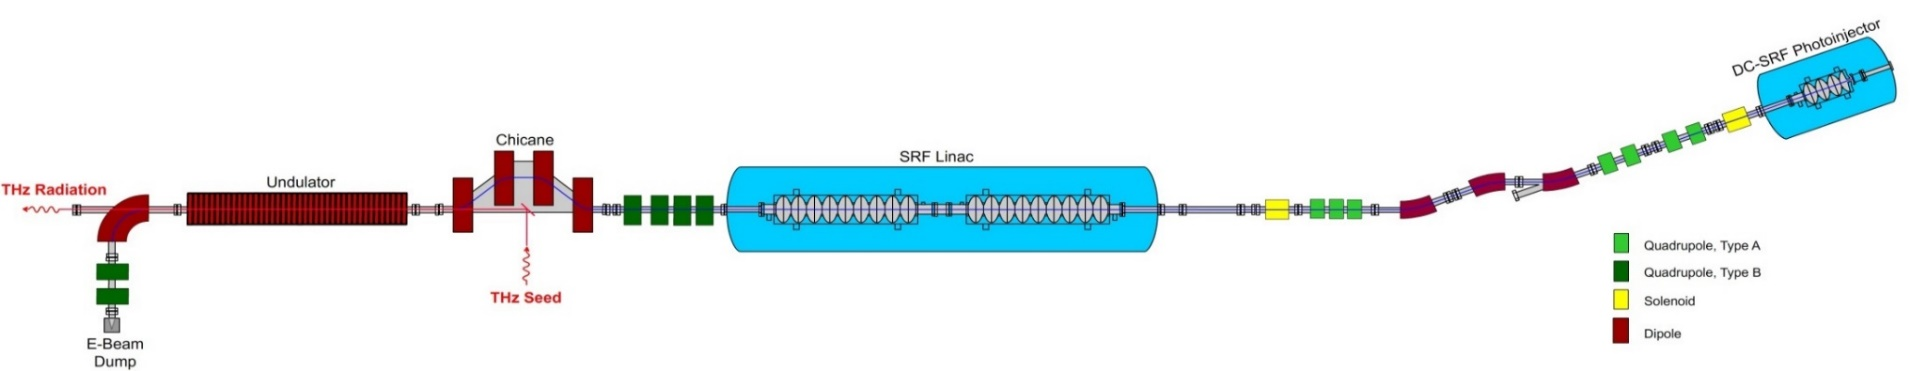 DC-SRF Photoinjector
SRF Linac
Chicane
Undulator
THz Radiation
THz Seed
E-Beam
Dump
Quadrupole, Type A
Quadrupole, Type B
Solenoid
Dipole